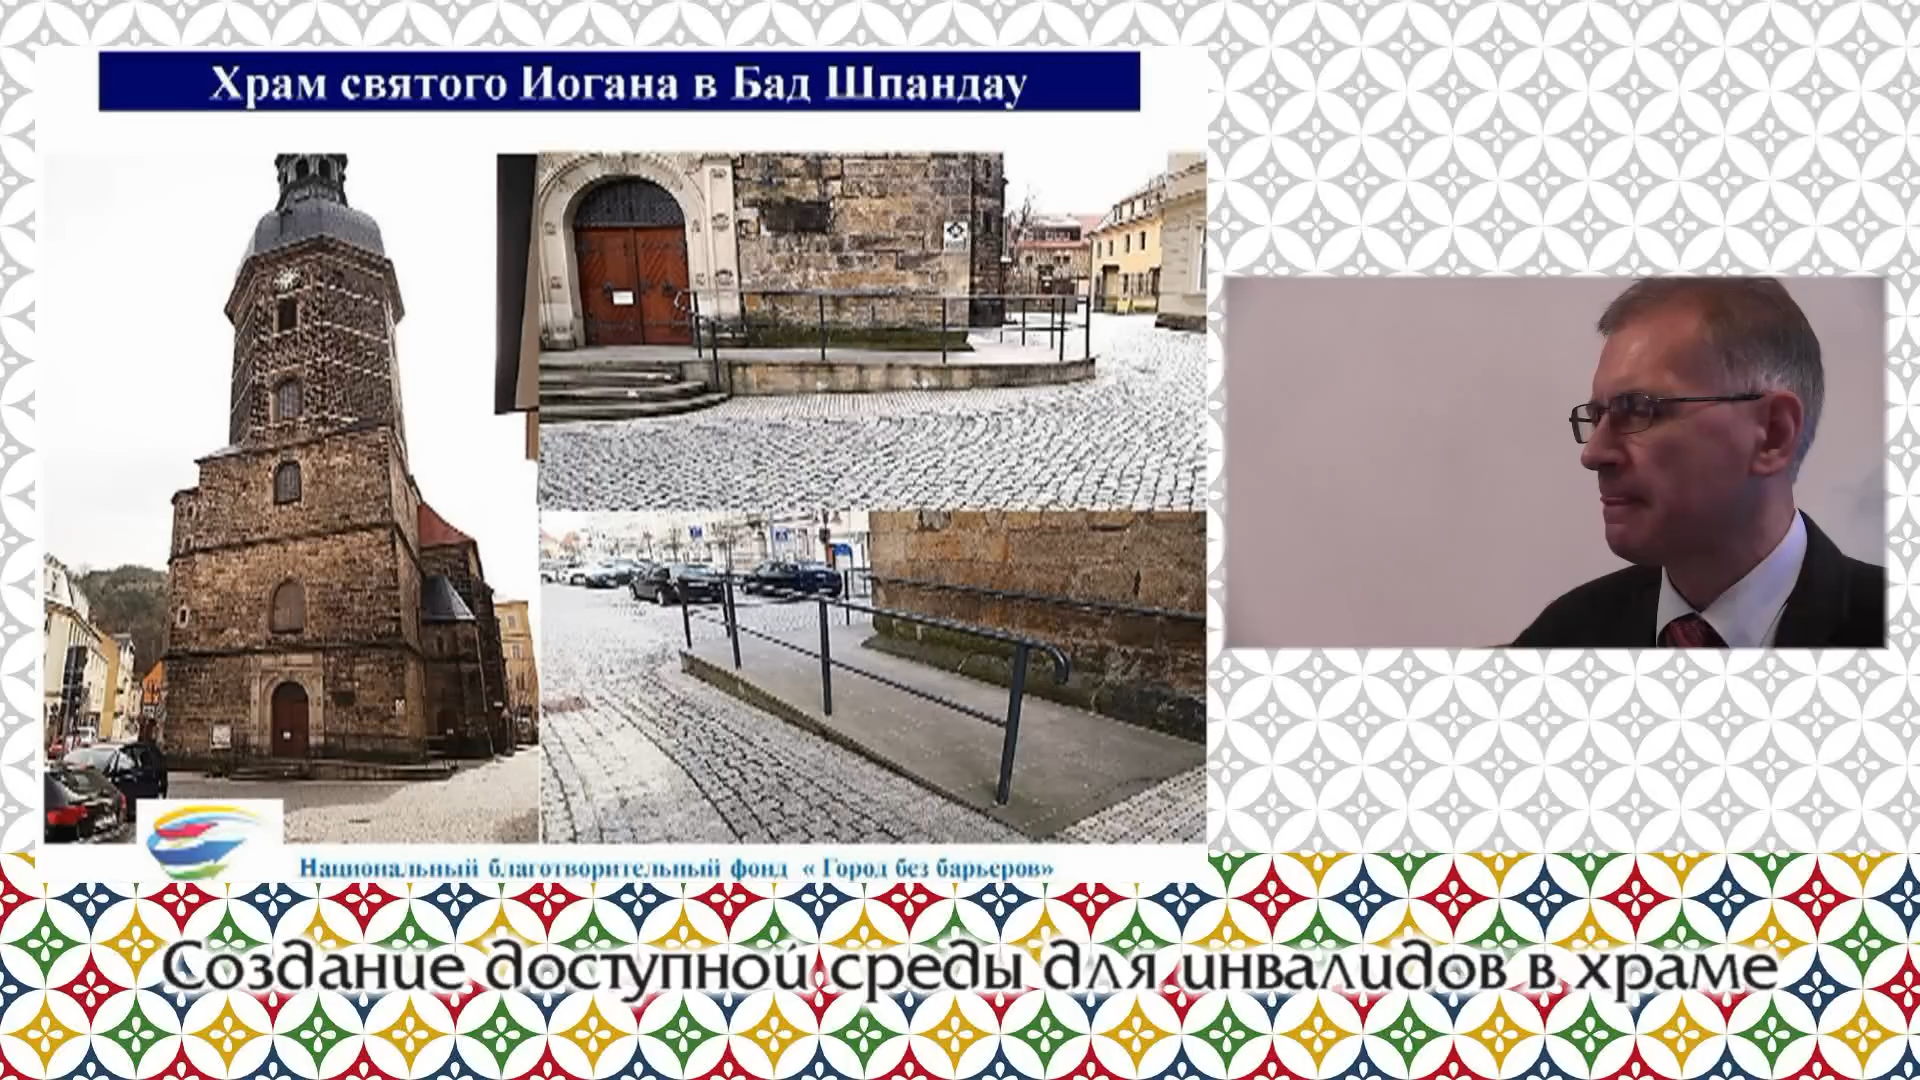 Храм святого Иогана в Бад Шпандау
Национальный благотворительный фонд « Город без барьеров»
Создание доступной среды для инвалидов в храме